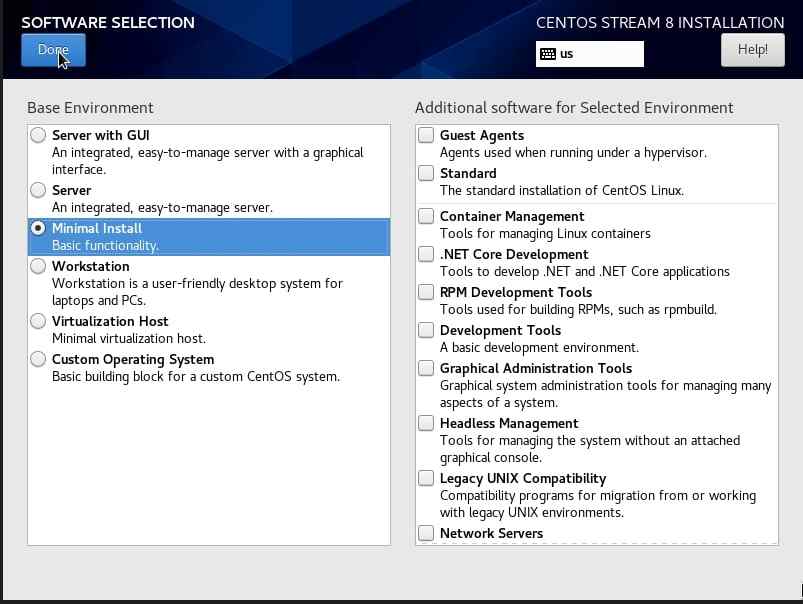 SOFTWARE SELECTION
CENTOS STREAM 8 INSTALLATION
Done
us
Help!
Base Environment
Server with GUI
An integrated, easy-to-manage server with a graphical
interface.
Server
An integrated, easy-to-manage server.
Minimal Install
Basic functionality.
Workstation
Workstation is a user-friendly desktop system for
laptops and PCs.
Virtualization Host
Minimal virtualization host.
Custom Operating System
Basic building block for a custom CentOS system.
Additional software for Selected Environment
Guest Agents
Agents used when running under a hypervisor.
Standard
The standard installation of CentOS Linux.
Container Management
Tools for managing Linux containers
.NET Core Development
Tools to develop .NET and .NET Core applications
RPM Development Tools
Tools used for building RPMs, such as rpmbuild.
Development Tools
A basic development environment.
Graphical Administration Tools
Graphical system administration tools for managing many
aspects of a system.
Headless Management
Tools for managing the system without an attached
graphical console.
Legacy UNIX Compatibility
Compatibility programs for migration from or working
with legacy UNIX environments.
Network Servers